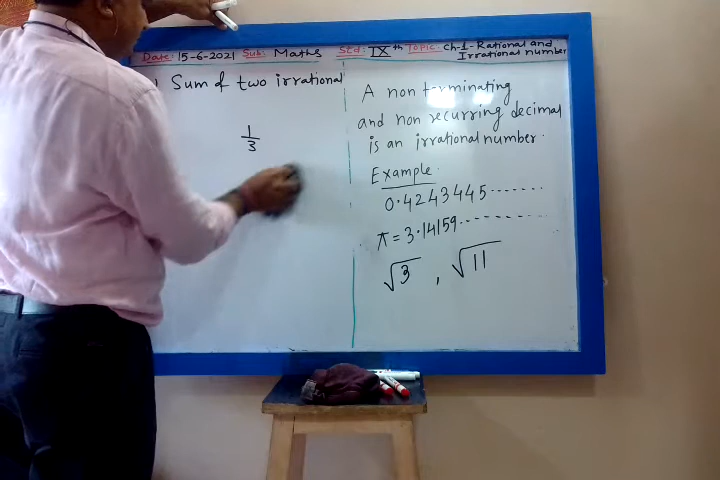 Date: 15-6-2021 Sub: Maths Std: IXth Topic: Ch-1- Rational and
Irrational number
Sum of two irrational
1
3
A non terminating
and non recurring decimal
is an irrational number.
Example.
0.4243445.......
π = 3.14159.........
√3 , √11